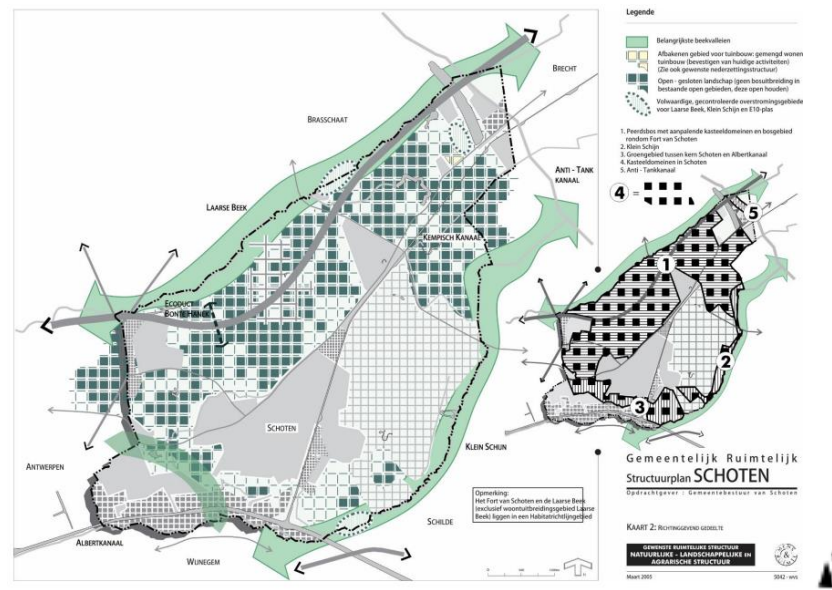 BRECHT
BRASSCHAAT
ANTI - TANK
KANAAL
LAARSE BEEK
KEMPISCH KANAAL
ECODUCT
SCHOTEN
KLEIN SCHIJN
ANTWERPEN
SCHILDE
ALBERTKANAAL
WIJNEGEM
Opmerking:
Het Fort van Schoten en de Laarse Beek
(exclusief woontuitbreidingsgebied Laarse
Beek) liggen in een Habitatrichtlijngebied
Legende
Belangrijkste beekvalleien
Afbakenen gebied voor tuinbouw: gemengd wonen
tuinbouw (bevestigen van huidige activiteiten)
(Zie ook gewenste nederzettingsstructuur)
Open - gesloten landschap (geen bosuitbreiding in
bestaande open gebieden, deze open houden)
Volwaardige, gecontroleerde overstromingsgebiede
voor Laarse Beek, Klein Schijn en E10-plas
1. Peerdsbos met aanpalende kasteeldomeinen en bosgebied
rondom Fort van Schoten
2. Klein Schijn
3. Groengebied tussen kern Schoten en Albertkanaal
4. Kasteeldomeinen in Schoten
5. Anti - Tankkanaal
4 =
5
1
2
3
Gemeentelijk Ruimtelijk
Structuurplan SCHOTEN
Opdrachtgever : Gemeentebestuur van Schoten
KAART 2: RICHTINGGEVEND GEDEELTE
GEWENSTE RUIMTELIJKE STRUCTUUR
NATUURLIJKE - LANDSCHAPPELIJKE EN
AGRARISCHE STRUCTUUR
Maart 2003